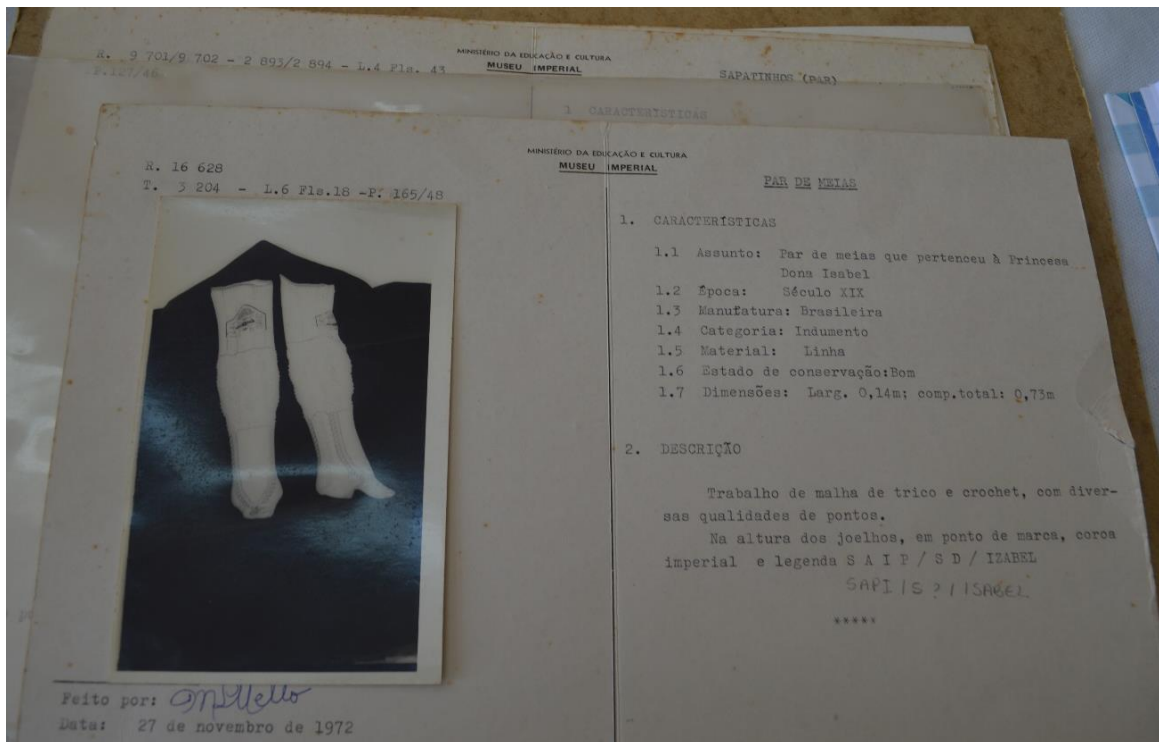 R. 9 701/9 702 - 2 893/2 894 - L.4 Fls. 43
MINISTÉRIO DA EDUCAÇÃO E CULTURA
MUSEU IMPERIAL
SAPATINHOS (PAR)
P.127/46
1 CARACTERÍSTICAS
MINISTÉRIO DA EDUCAÇÃO E CULTURA
MUSEU IMPERIAL
R. 16 628
T. 3 204 - L.6 Fls.18 -P. 165/48
PAR DE MEIAS
1. CARACTERÍSTICAS
1.1 Assunto: Par de meias que pertenceu à Princesa
Dona Isabel
1.2 Época: Século XIX
1.3 Manufatura: Brasileira
1.4 Categoria: Indumento
1.5 Material: Linha
1.6 Estado de conservação:Bom
1.7 Dimensões: Larg. 0,14m; comp.total: 0,73m
2. DESCRIÇÃO
Trabalho de malha de trico e crochet, com diver-
sas qualidades de pontos.
Na altura dos joelhos, em ponto de marca, coroa
imperial e legenda S A I P / S D / IZABEL
SAPI / S ? / ISABEL
*****
Feito por:
Data: 27 de novembro de 1972